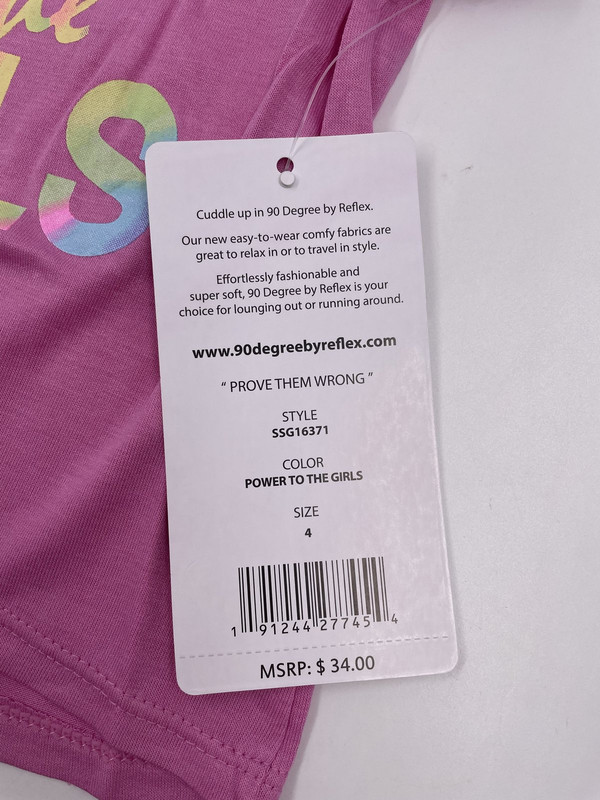 LS
Cuddle up in 90 Degree by Reflex.
Our new easy-to-wear comfy fabrics are
great to relax in or to travel in style.
Effortlessly fashionable and
super soft, 90 Degree by Reflex is your
choice for lounging out or running around.
www.90degreebyreflex.com
“ PROVE THEM WRONG ”
STYLE
SSG16371
COLOR
POWER TO THE GIRLS
SIZE
4
1 91244 27745 4
MSRP: $ 34.00